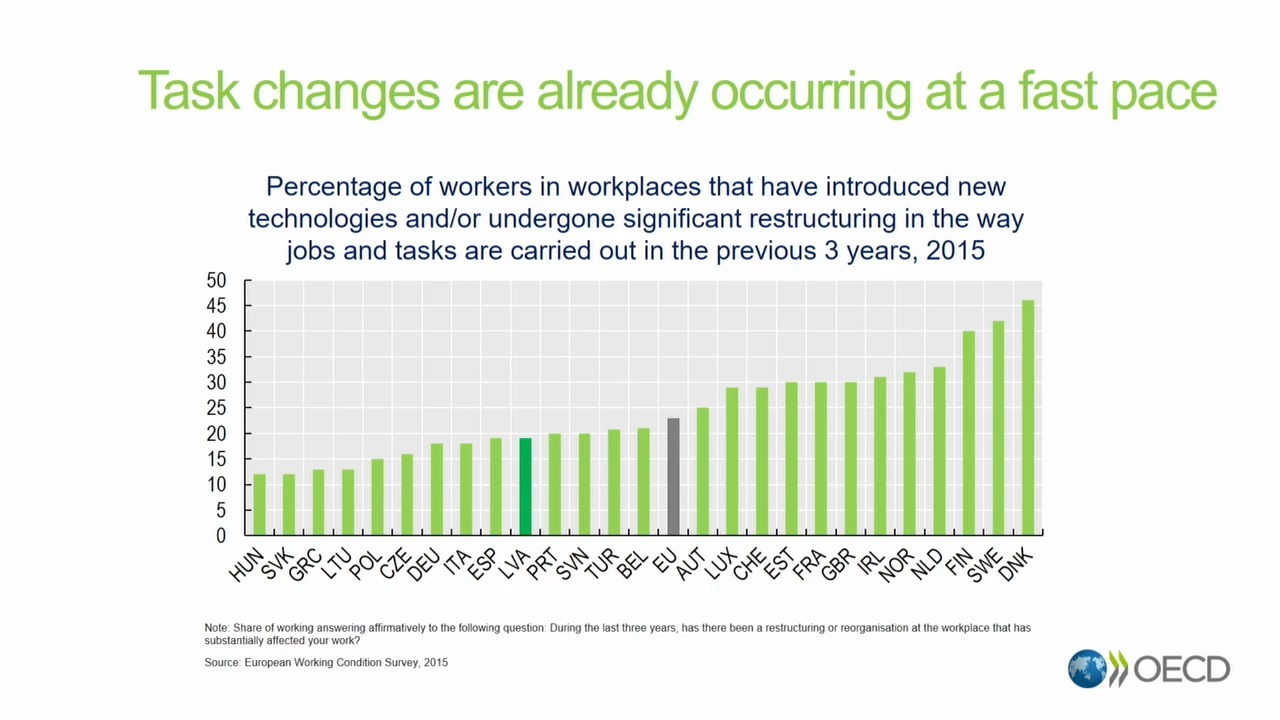 Task changes are already occurring at a fast pace
Percentage of workers in workplaces that have introduced new
technologies and/or undergone significant restructuring in the way
jobs and tasks are carried out in the previous 3 years, 2015
50
45
40
35
30
25
20
15
10
5
0
HUN SVK GRC LTU POL CZE DEU ITA ESP LVA PRT SVN TUR BEL EU AUT LUX CHE EST FRA GBR IRL NOR NLD FIN SWE DNK
Note: Share of working answering affirmatively to the following question: During the last three years, has there been a restructuring or reorganisation at the workplace that has
substantially affected your work?
Source: European Working Condition Survey, 2015
OECD